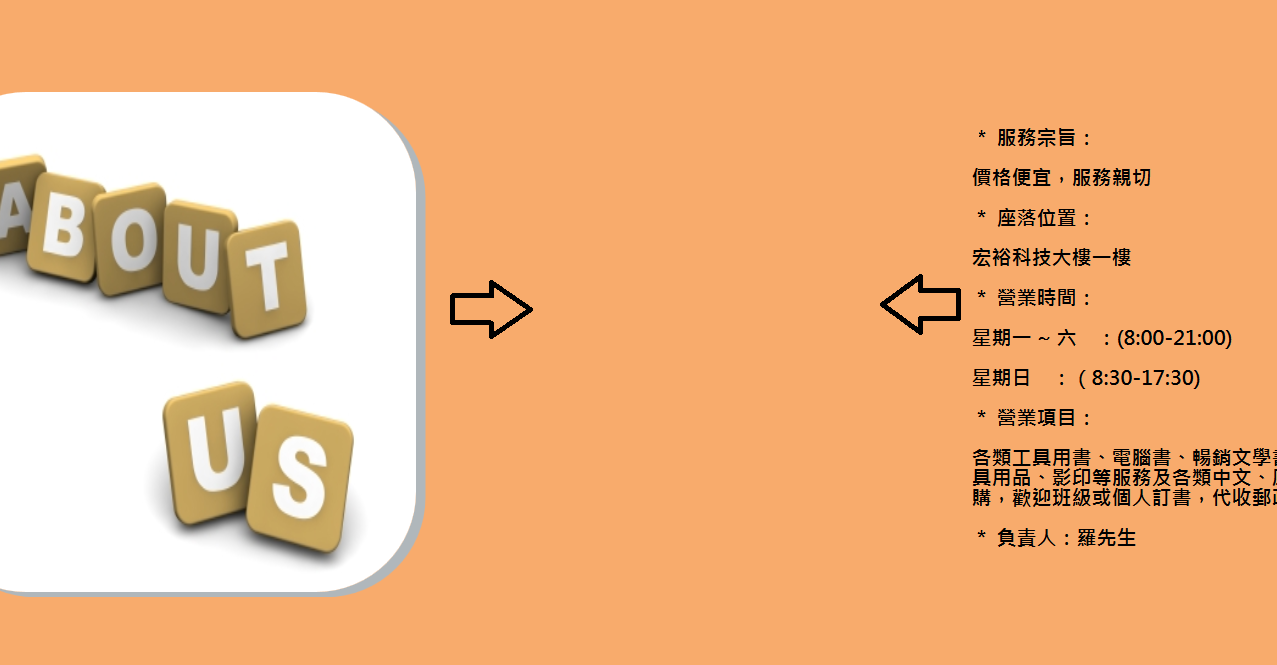 ABOUT
US
* 服務宗旨：
價格便宜，服務親切
* 座落位置：
宏裕科技大樓一樓
* 營業時間：
星期一 ~ 六 ：(8:00-21:00)
星期日 ：( 8:30-17:30)
* 營業項目：
各類工具用書、電腦書、暢銷文學
具用品、影印等服務及各類中文、
購，歡迎班級或個人訂書，代收郵
* 負責人：羅先生